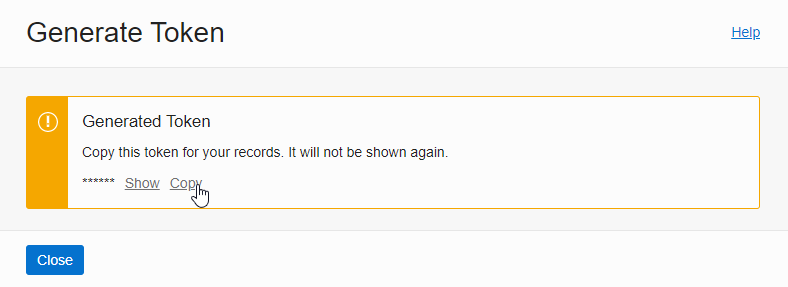 Generate Token
Help
Generated Token
Copy this token for your records. It will not be shown again.
****** Show Copy
Close